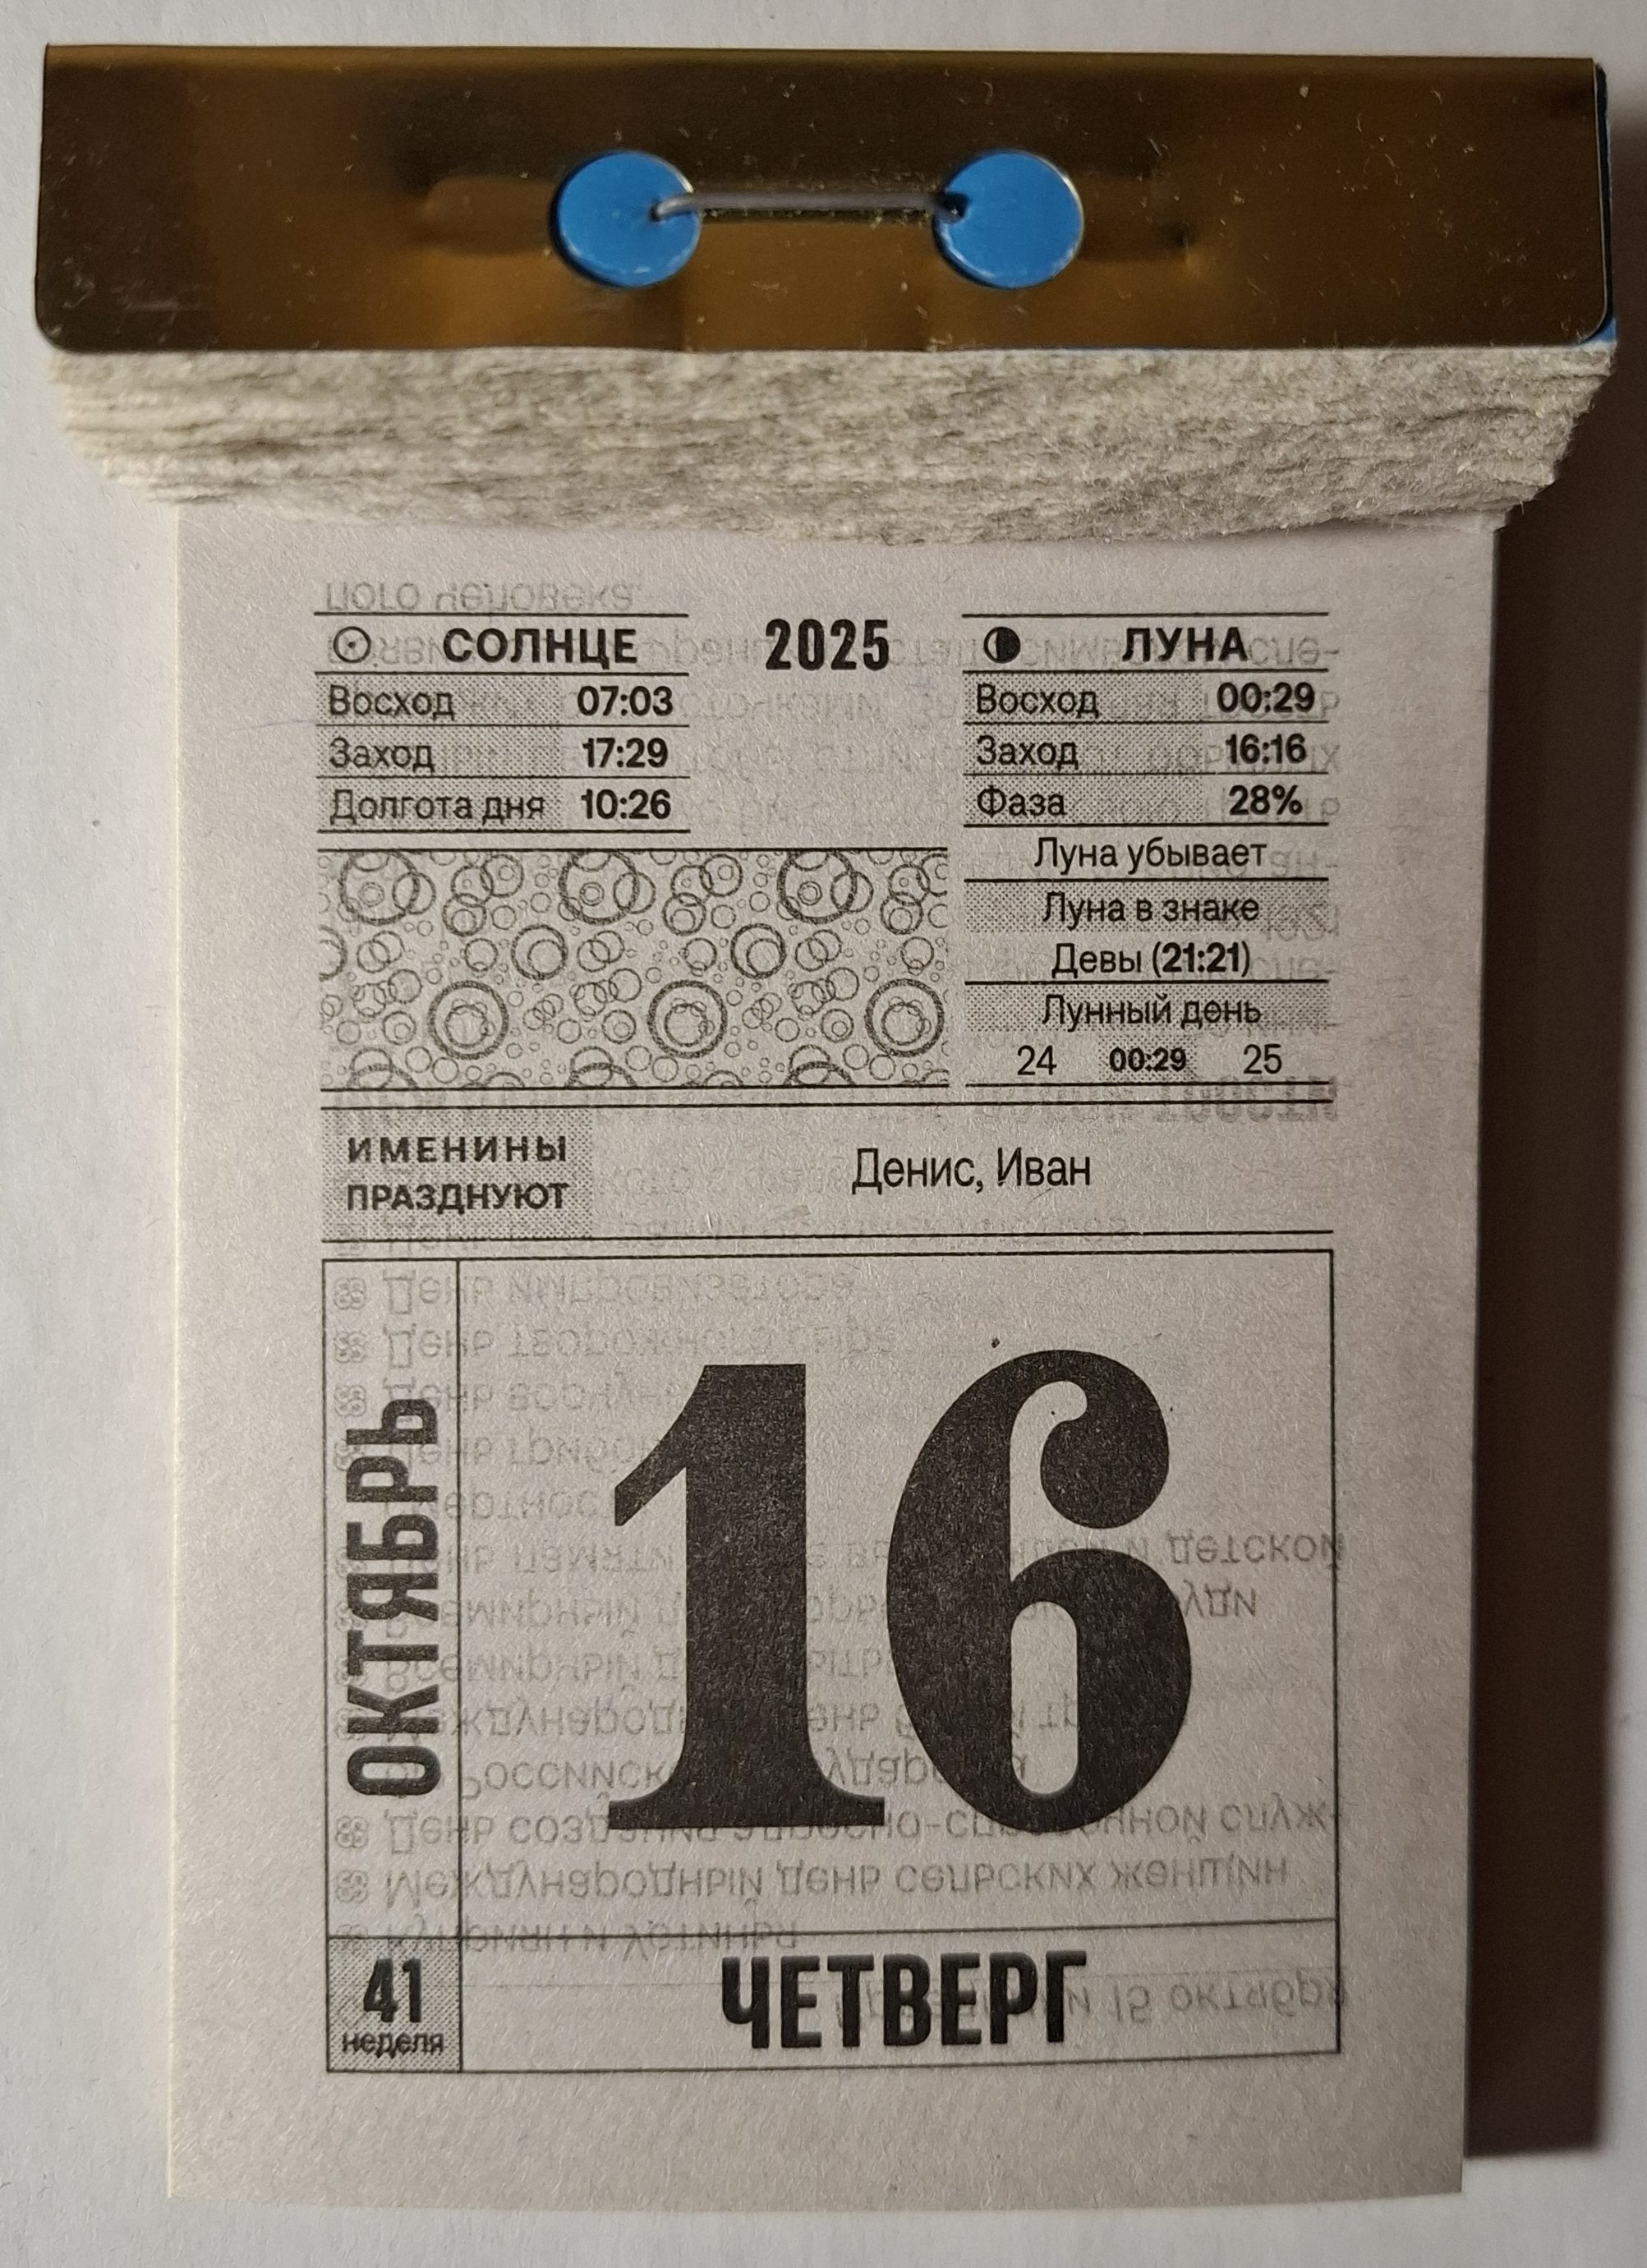 2025
СОЛНЦЕ
Восход 07:03
Заход 17:29
Долгота дня 10:26
ЛУНА
Восход 00:29
Заход 16:16
Фаза 28%
Луна убывает
Луна в знаке
Девы (21:21)
Лунный день
24 00:29 25
ИМЕНИНЫ
ПРАЗДНУЮТ
Денис, Иван
ОКТЯБРЬ
16
41
неделя
ЧЕТВЕРГ